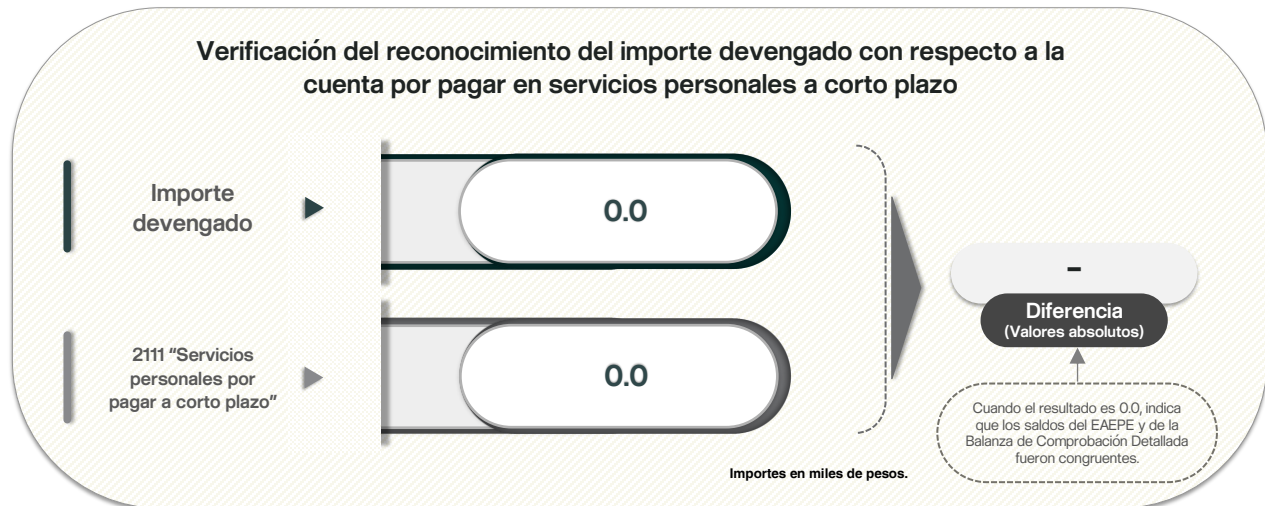 Verificación del reconocimiento del importe devengado con respecto a la
cuenta por pagar en servicios personales a corto plazo
Importe
devengado
0.0
2111 “Servicios
personales por
pagar a corto plazo”
0.0
-
Diferencia
(Valores absolutos)
Cuando el resultado es 0.0, indica
que los saldos del EAEPE y de la
Balanza de Comprobación Detallada
fueron congruentes.
Importes en miles de pesos.